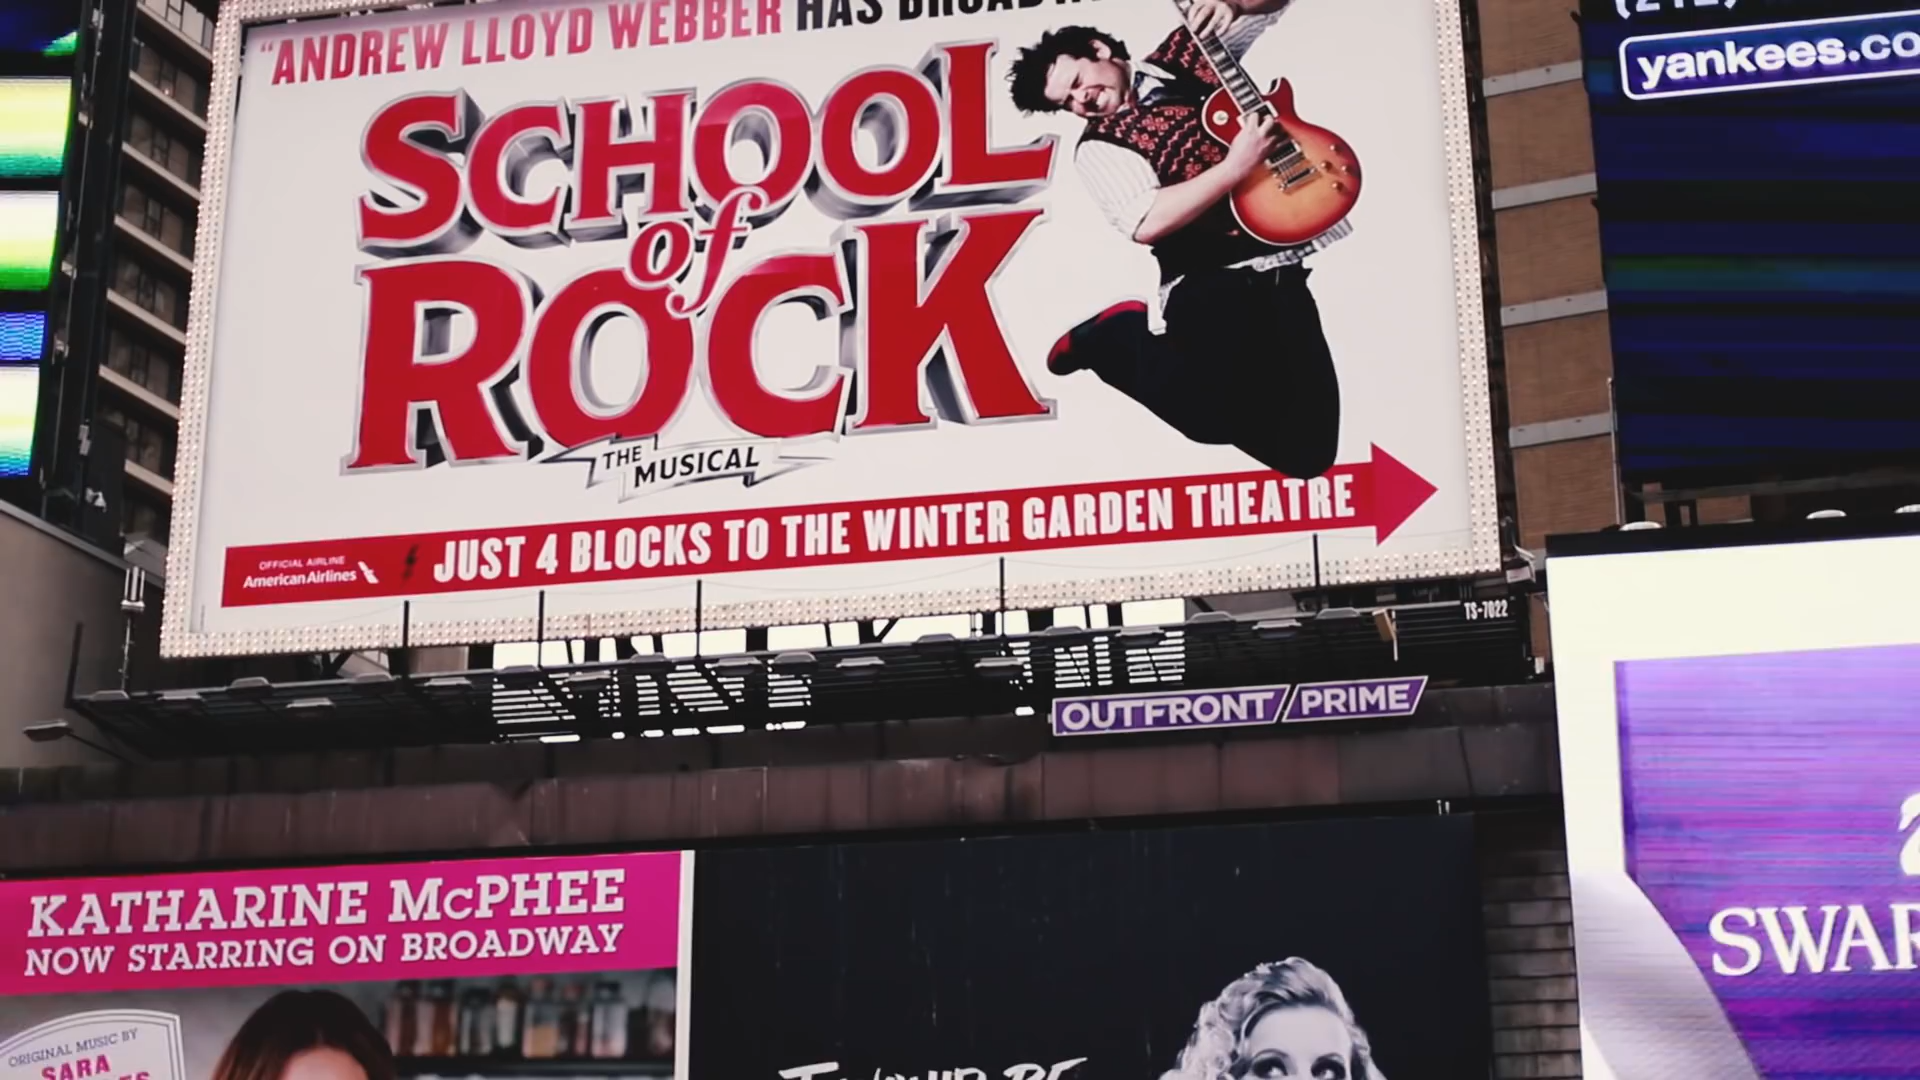 "ANDREW LLOYD WEBBER HAS
SCHOOL
of
ROCK
THE
MUSICAL
OFFICIAL AIRLINE
American Airlines
JUST 4 BLOCKS TO THE WINTER GARDEN THEATRE
yankees.co
TS-7022
OUTFRONT/PRIME
KATHARINE McPHEE
NOW STARRING ON BROADWAY
ORIGINAL MUSIC BY
SARA
SWAR